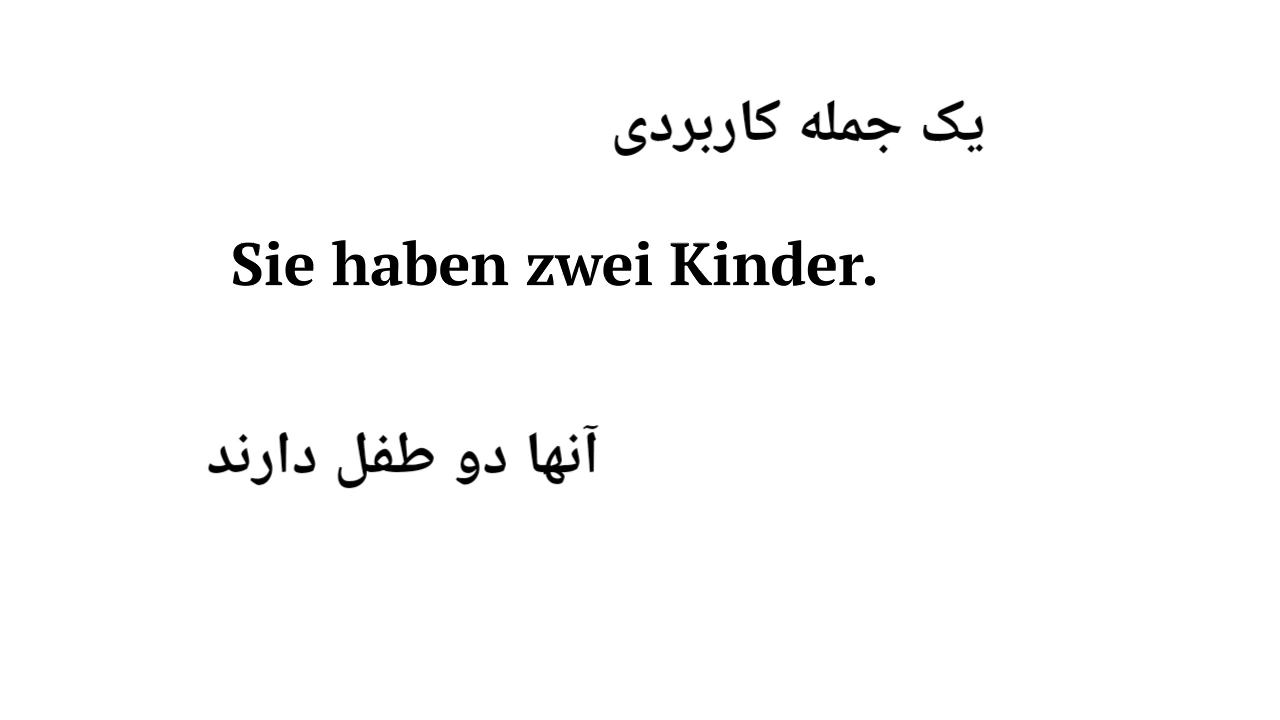 یک جمله کاربردی
Sie haben zwei Kinder.
آنها دو طفل دارند